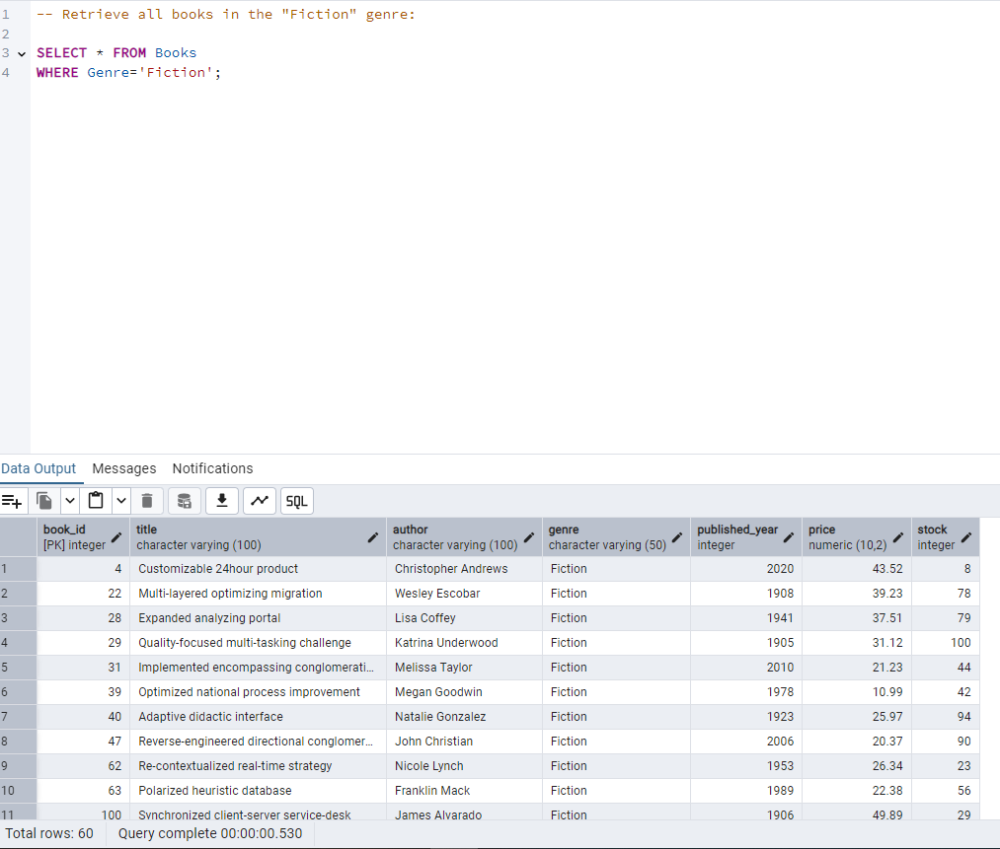 1 -- Retrieve all books in the "Fiction" genre:
2
3 SELECT * FROM Books
4 WHERE Genre='Fiction';
Data Output Messages Notifications
SQL
book_id title author genre published_year price stock
[PK] integer character varying (100) character varying (100) character varying (50) integer numeric (10,2) integer
1 4 Customizable 24hour product Christopher Andrews Fiction 2020 43.52 8
2 22 Multi-layered optimizing migration Wesley Escobar Fiction 1908 39.23 78
3 28 Expanded analyzing portal Lisa Coffey Fiction 1941 37.51 79
4 29 Quality-focused multi-tasking challenge Katrina Underwood Fiction 1905 31.12 100
5 31 Implemented encompassing conglomerati... Melissa Taylor Fiction 2010 21.23 44
6 39 Optimized national process improvement Megan Goodwin Fiction 1978 10.99 42
7 40 Adaptive didactic interface Natalie Gonzalez Fiction 1923 25.97 94
8 47 Reverse-engineered directional conglomer... John Christian Fiction 2006 20.37 90
9 62 Re-contextualized real-time strategy Nicole Lynch Fiction 1953 26.34 23
10 63 Polarized heuristic database Franklin Mack Fiction 1989 22.38 56
11 100 Synchronized client-server service-desk James Alvarado Fiction 1906 49.89 29
Total rows: 60 Query complete 00:00:00.530